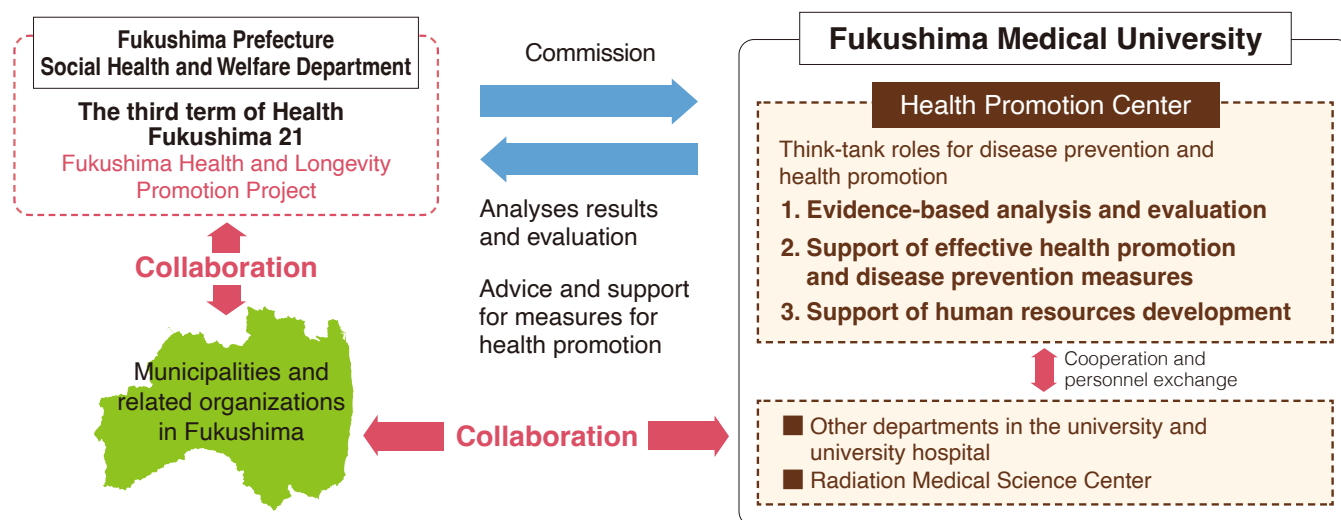 Fukushima Prefecture
Social Health and Welfare Department
The third term of Health
Fukushima 21
Fukushima Health and Longevity
Promotion Project
Collaboration
Municipalities and
related organizations
in Fukushima
Commission
Analyses results
and evaluation
Advice and support
for measures for
health promotion
Collaboration
Fukushima Medical University
Health Promotion Center
Think-tank roles for disease prevention and
health promotion
1. Evidence-based analysis and evaluation
2. Support of effective health promotion
and disease prevention measures
3. Support of human resources development
Cooperation and
personnel exchange
■ Other departments in the university and
university hospital
■ Radiation Medical Science Center